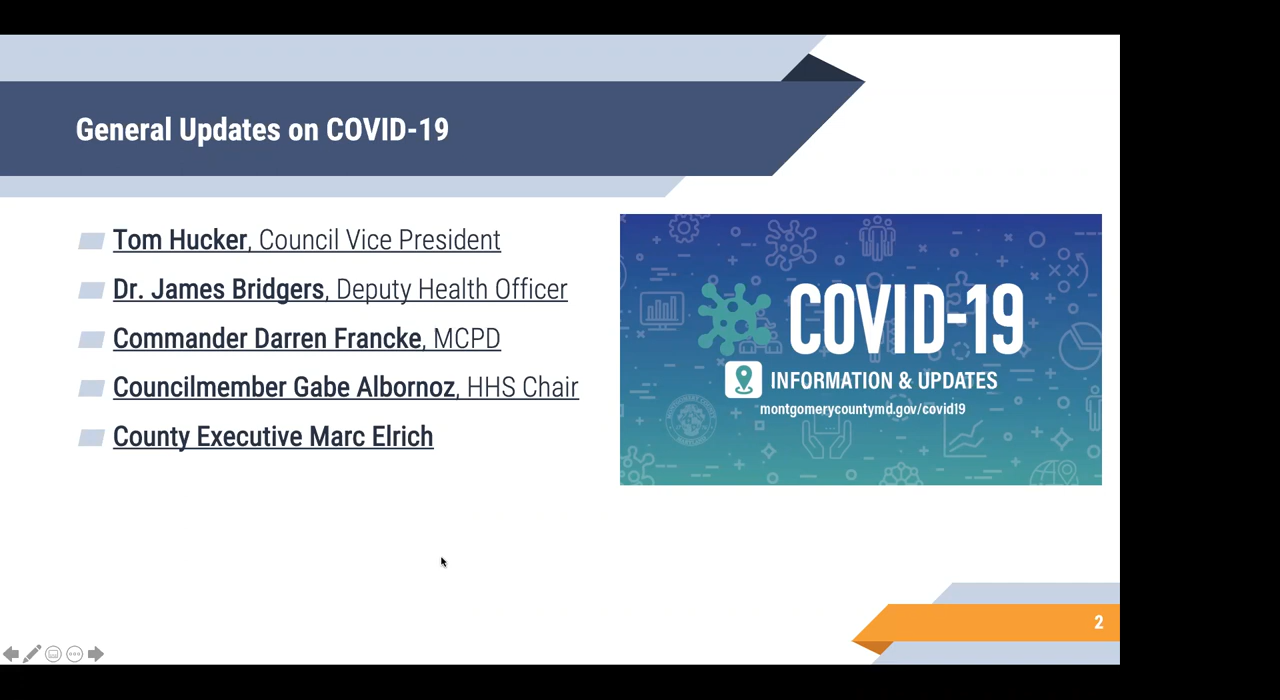 General Updates on COVID-19
Tom Hucker, Council Vice President
Dr. James Bridgers, Deputy Health Officer
Commander Darren Francke, MCPD
Councilmember Gabe Albornoz, HHS Chair
County Executive Marc Elrich
COVID-19
INFORMATION & UPDATES
montgomerycountymd.gov/covid19
2